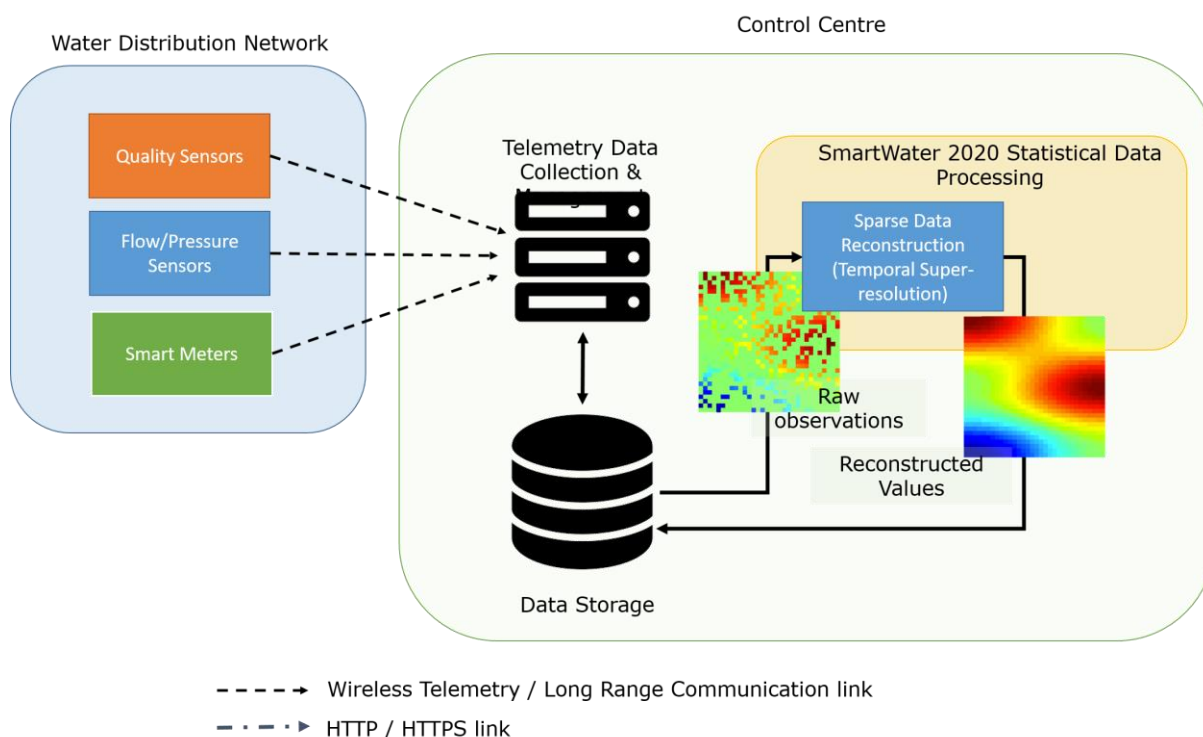 Control Centre
Water Distribution Network
Quality Sensors
Flow/Pressure
Sensors
Smart Meters
Telemetry Data
Collection &
SmartWater 2020 Statistical Data
Processing
Sparse Data
Reconstruction
(Temporal Super-
resolution)
Raw
observations
Reconstructed
Values
Data Storage
Wireless Telemetry / Long Range Communication link
HTTP / HTTPS link